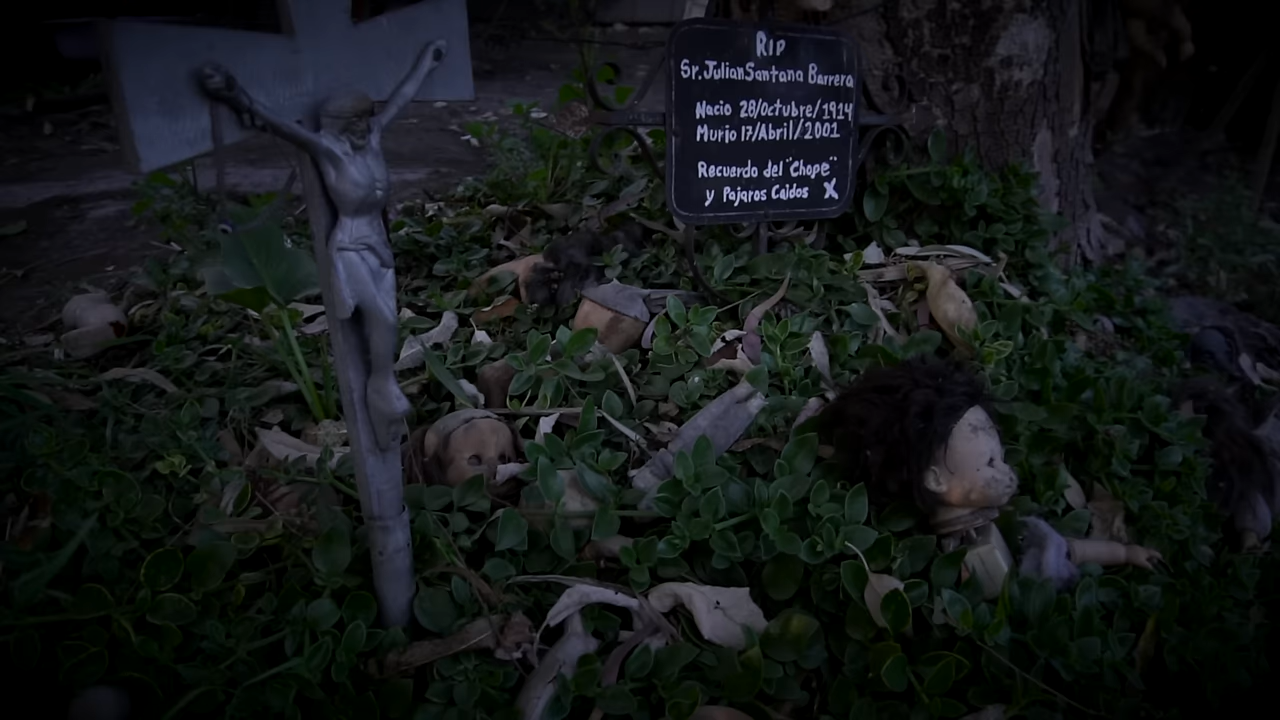 RIP
Sr. Julian Santana Barrera
Nacio 28/Octubre/1914
Murio 17/Abril/2001
Recuerdo del "Chope"
y Pajaros Caidos X